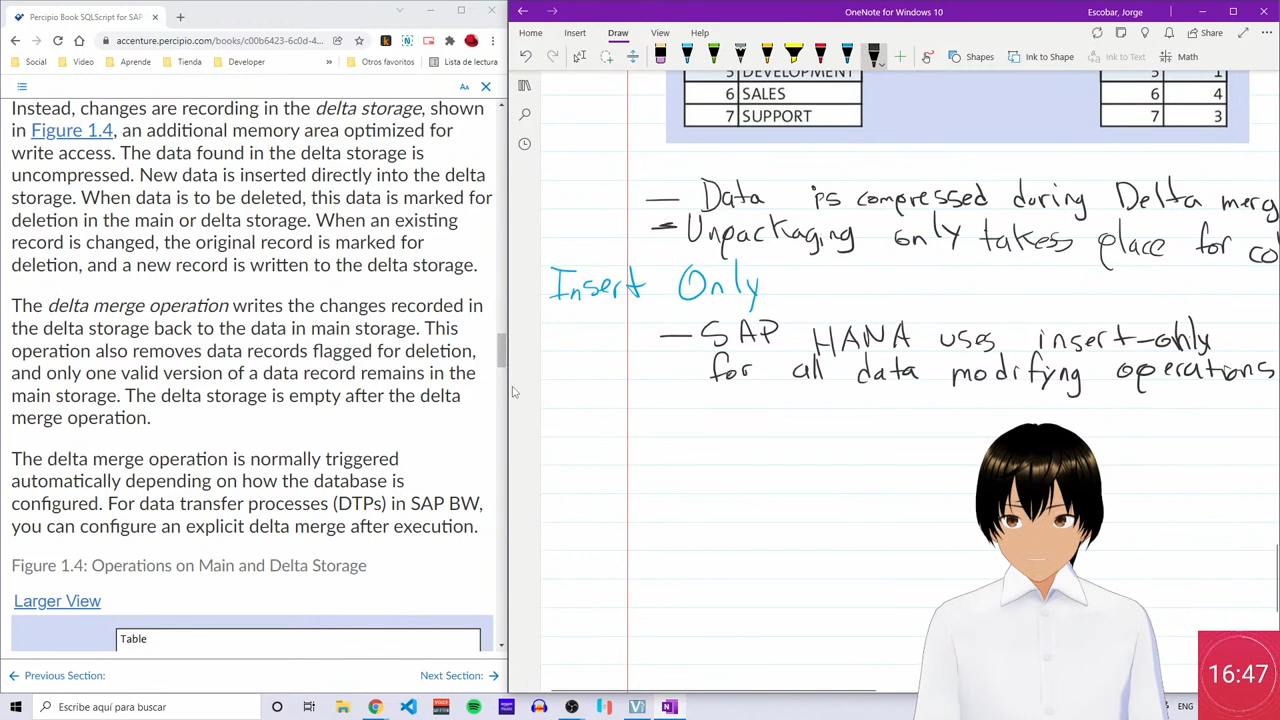 Percipio Book SQLScript for SAP
OneNote for Windows 10
Escobar, Jorge
accenture.percipio.com/books/c00b6423-6c0d-4...
Home
Insert
Draw
View
Help
Share
Social
Video
Aprende
Tienda
Developer
Otros favoritos
Lista de lectura
Shapes
Ink to Shape
Ink to Text
Math
Instead, changes are recording in the delta storage, shown
in Figure 1.4, an additional memory area optimized for
write access. The data found in the delta storage is
uncompressed. New data is inserted directly into the delta
storage. When data is to be deleted, this data is marked for
deletion in the main or delta storage. When an existing
record is changed, the original record is marked for
deletion, and a new record is written to the delta storage.
The delta merge operation writes the changes recorded in
the delta storage back to the data in main storage. This
operation also removes data records flagged for deletion,
and only one valid version of a data record remains in the
main storage. The delta storage is empty after the delta
merge operation.
The delta merge operation is normally triggered
automatically depending on how the database is
configured. For data transfer processes (DTPs) in SAP BW,
you can configure an explicit delta merge after execution.
Figure 1.4: Operations on Main and Delta Storage
Larger View
Table
Previous Section:
Next Section:
5 DEVELOPMENT
6 SALES
7 SUPPORT
5 1
6 4
7 3
— Data is compressed during Delta merg
- Unpackaging only takess place for co
Insert Only
— SAP HANA uses insert-only
for all data modifiyng operations
16:47
Escribe aquí para buscar
ENG